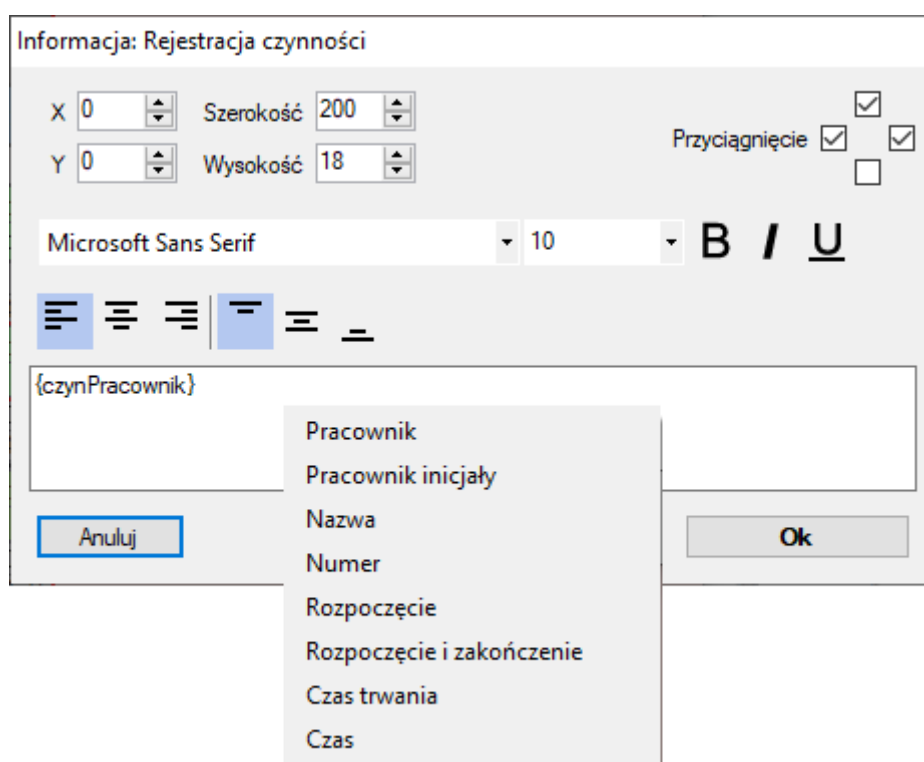 Informacja: Rejestracja czynności
X 0 Szerokość 200
Przyciągnięcie
Y 0 Wysokość 18
Microsoft Sans Serif 10 B I U
{czynPracownik}
Pracownik
Pracownik inicjały
Nazwa
Anuluj Ok
Numer
Rozpoczęcie
Rozpoczęcie i zakończenie
Czas trwania
Czas